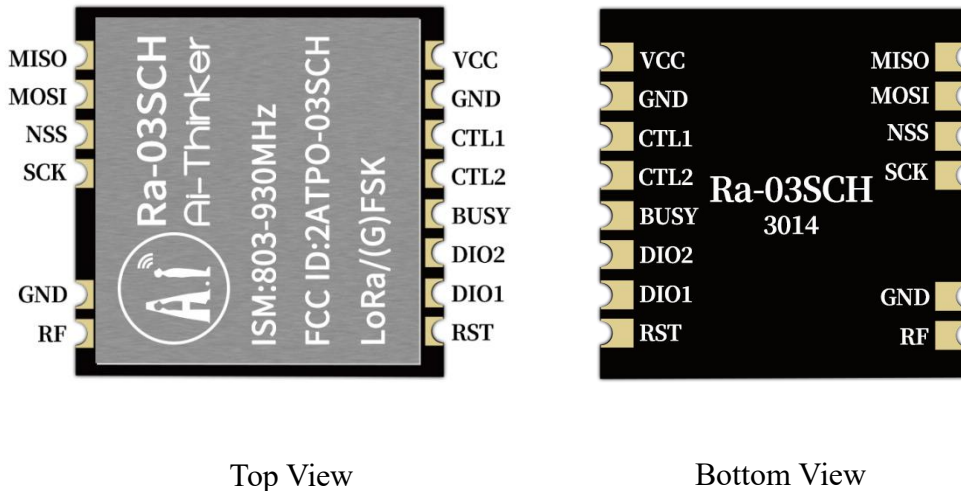 MISO
MOSI
NSS
SCK
GND
RF
Ra-03SCH
Ai-Thinker
A.i
ISM:803-930MHz
FCC ID:2ATPO-03SCH
LoRa/(G)FSK
VCC
GND
CTL1
CTL2
BUSY
DIO2
DIO1
RST
Top View
VCC
GND
CTL1
CTL2
BUSY
DIO2
DIO1
RST
Ra-03SCH
3014
MISO
MOSI
NSS
SCK
GND
RF
Bottom View